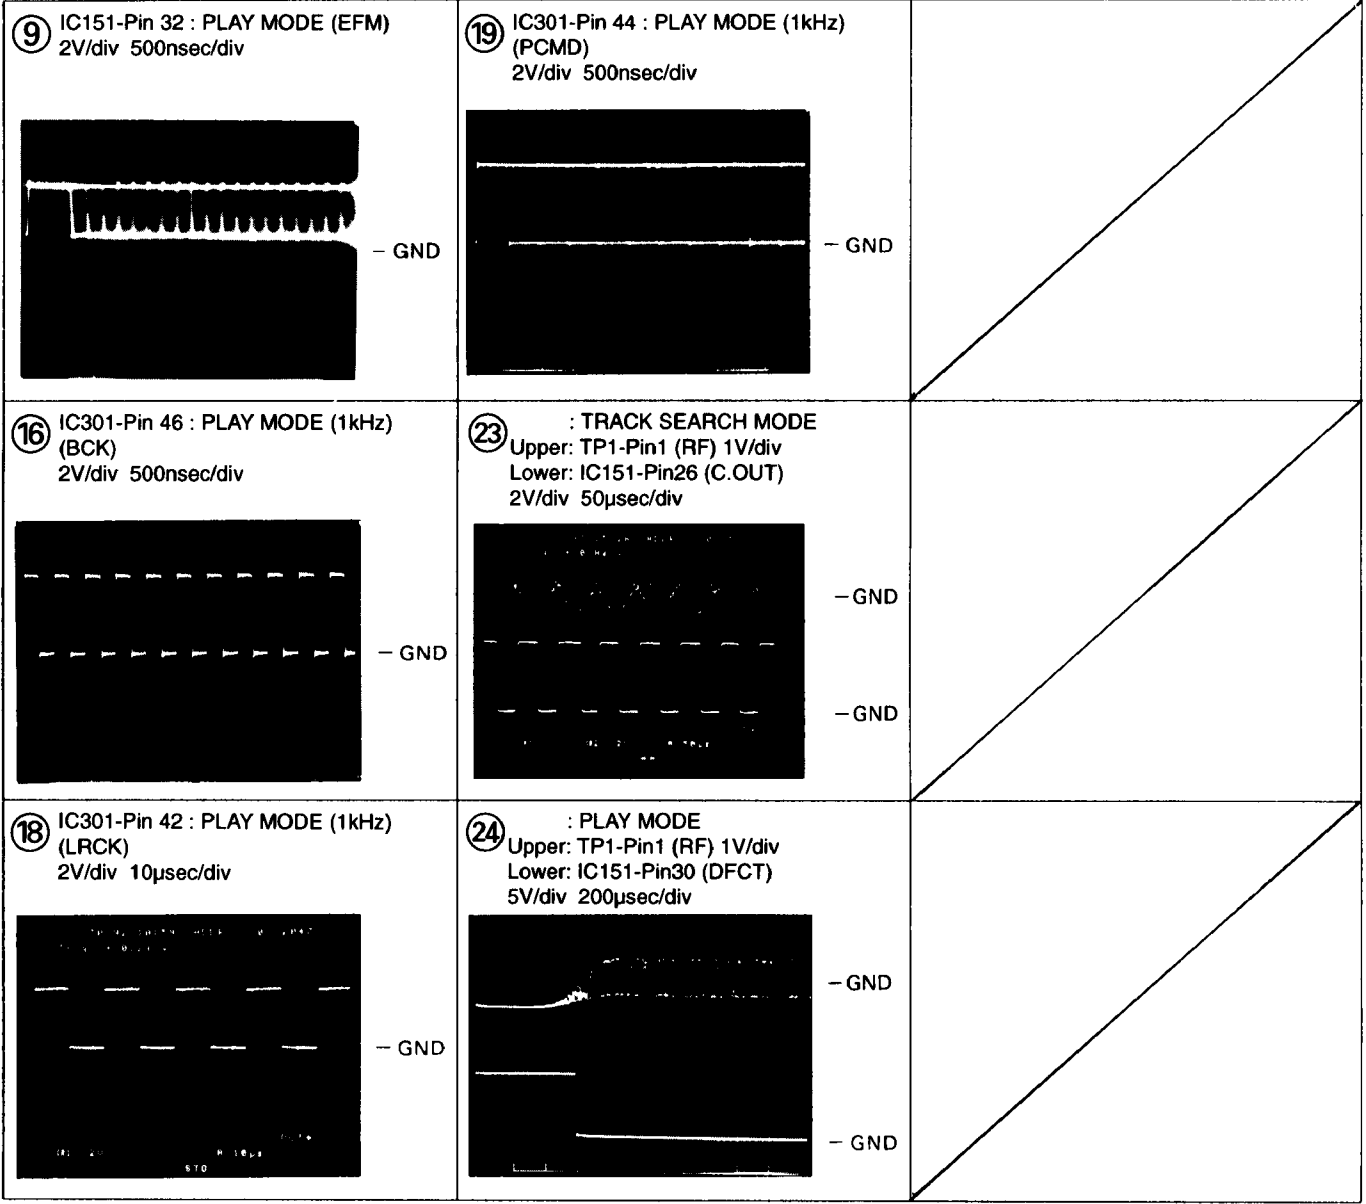 ⑨ IC151-Pin 32 : PLAY MODE (EFM)
2V/div 500nsec/div
– GND
⑲ IC301-Pin 44 : PLAY MODE (1kHz)
(PCMD)
2V/div 500nsec/div
– GND
⑯ IC301-Pin 46 : PLAY MODE (1kHz)
(BCK)
2V/div 500nsec/div
– GND
㉓ : TRACK SEARCH MODE
Upper: TP1-Pin1 (RF) 1V/div
Lower: IC151-Pin26 (C.OUT)
2V/div 50µsec/div
– GND
– GND
⑱ IC301-Pin 42 : PLAY MODE (1kHz)
(LRCK)
2V/div 10µsec/div
– GND
STO
㉔ : PLAY MODE
Upper: TP1-Pin1 (RF) 1V/div
Lower: IC151-Pin30 (DFCT)
5V/div 200µsec/div
– GND
– GND